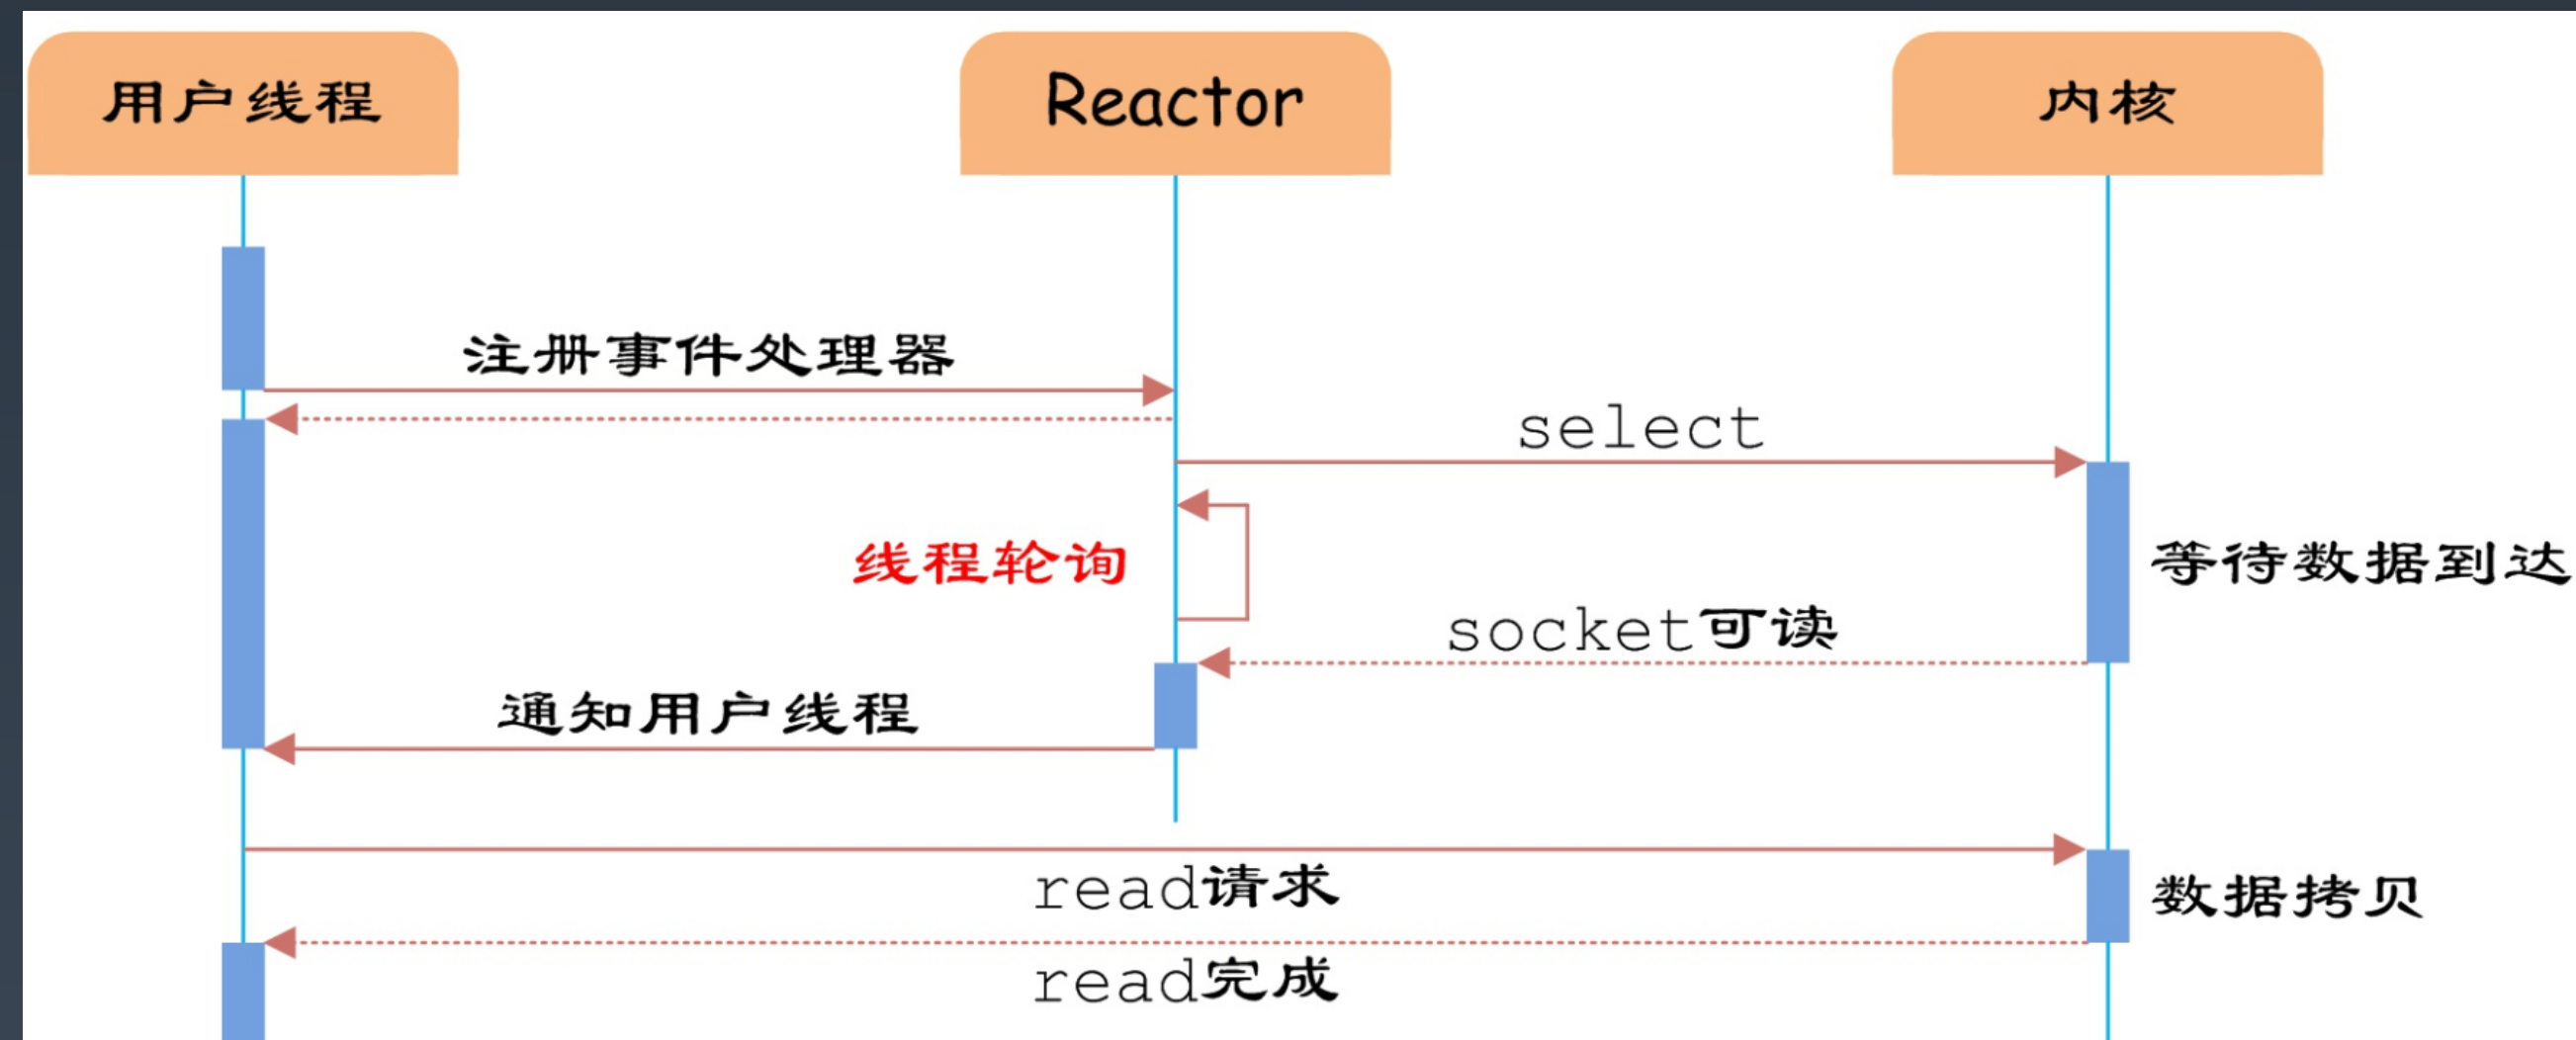 用户线程
Reactor
内核
注册事件处理器
select
线程轮询
等待数据到达
socket可读
通知用户线程
read请求
数据拷贝
read完成